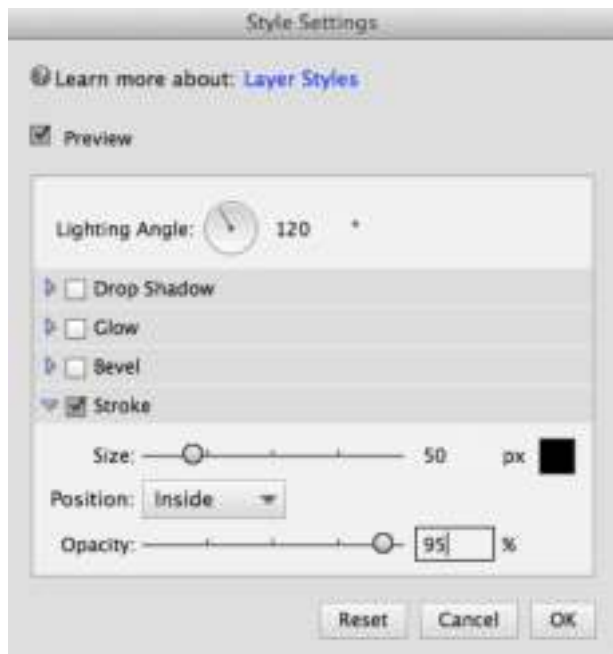 Style Settings
Learn more about: Layer Styles
Preview
Lighting Angle: 120 °
Drop Shadow
Glow
Bevel
Stroke
Size: 50 px
Position: Inside
Opacity: 95 %
Reset Cancel OK